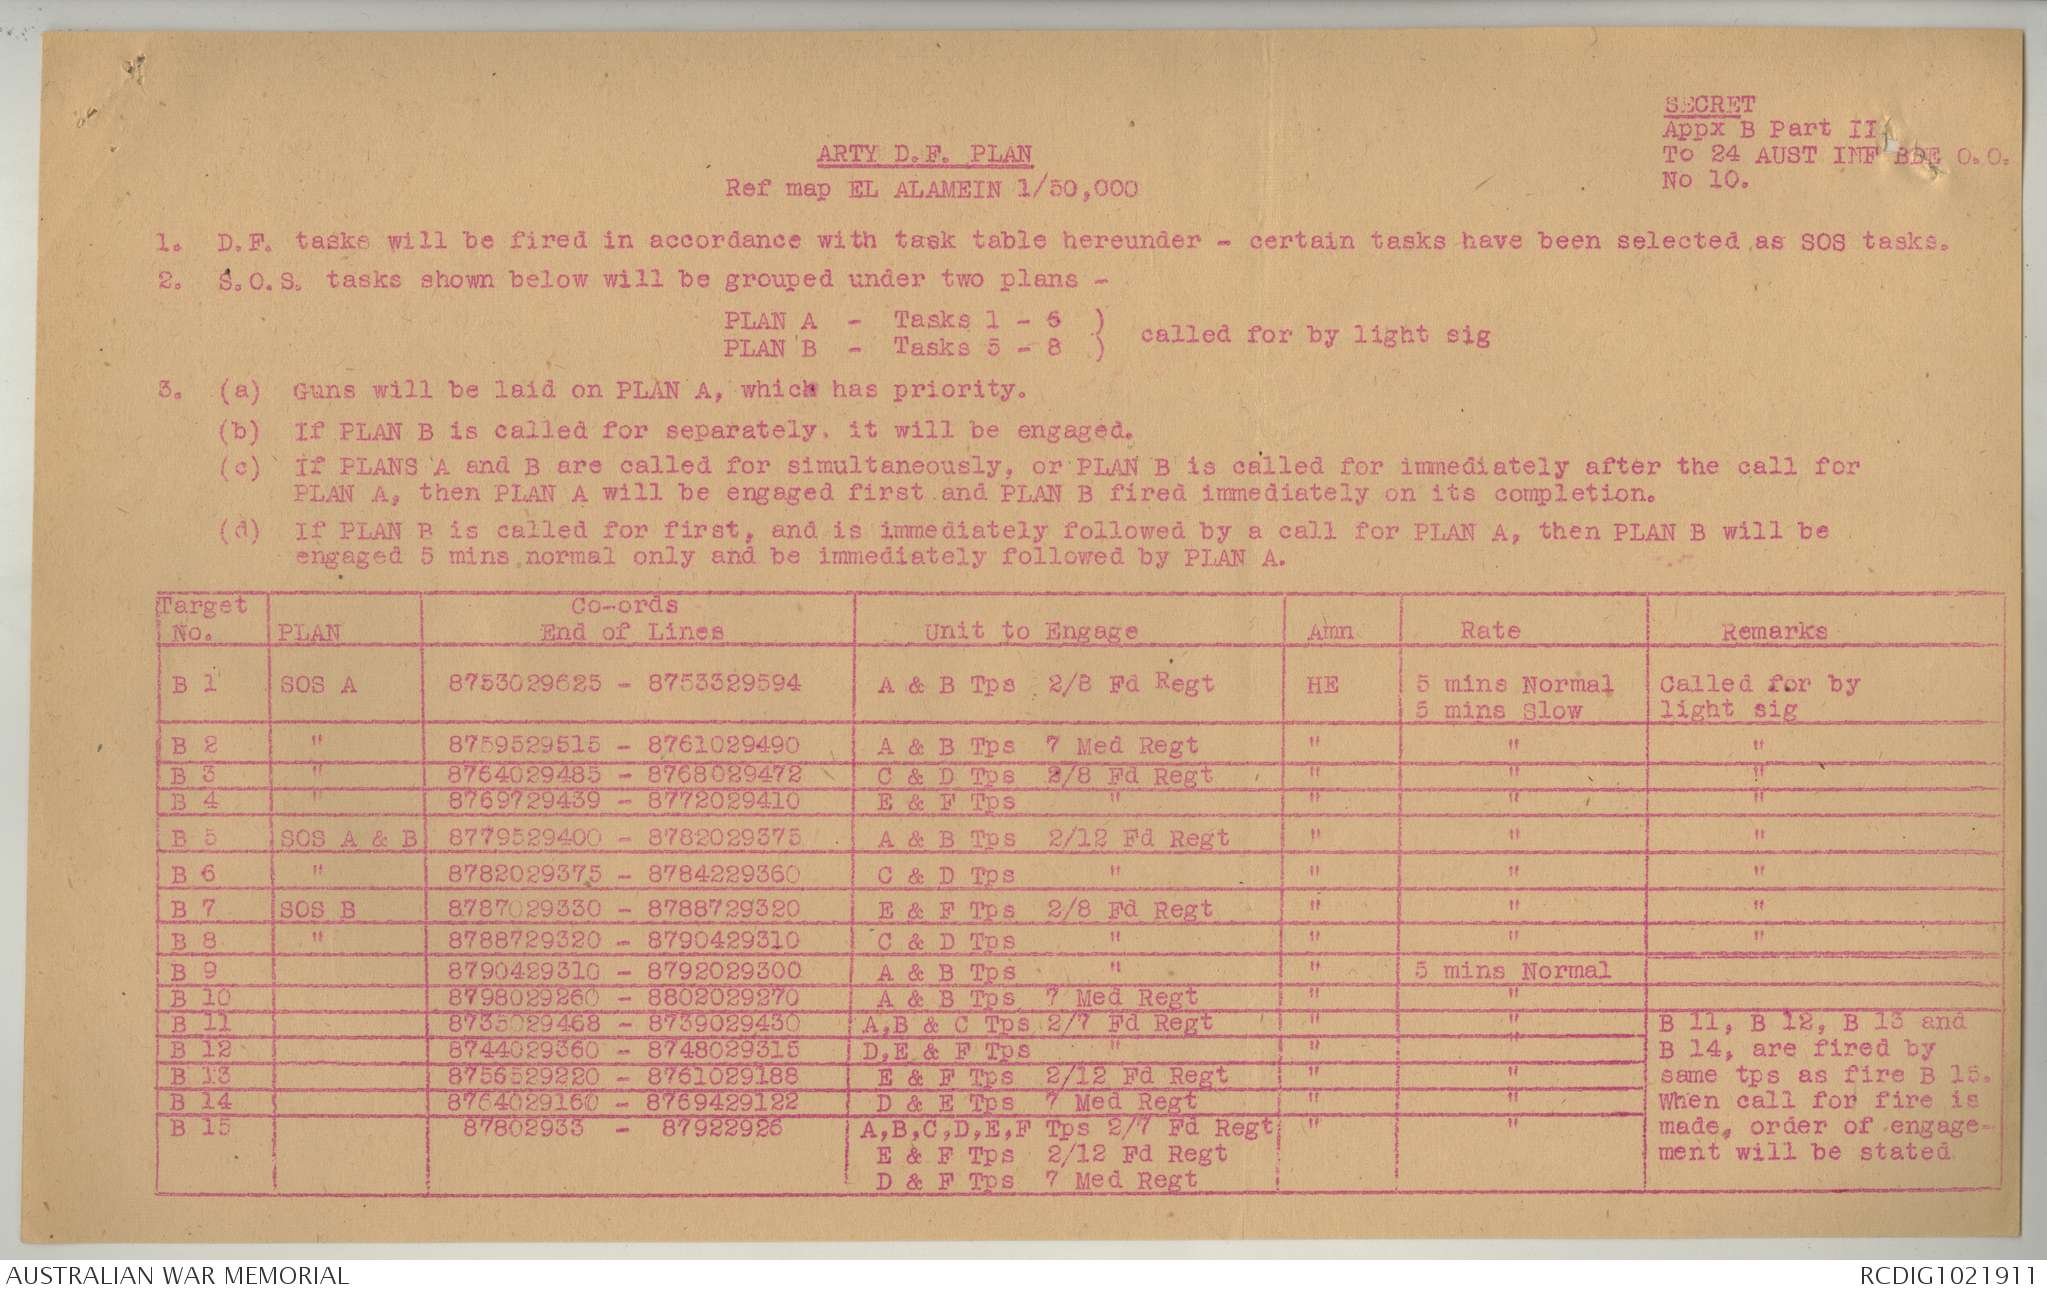 SECRET
Appx B Part II
To 24 AUST INF BDE O.O.
No 10.
ARTY D.F. PLAN
Ref map EL ALAMEIN 1/50,000
1. D.F. tasks will be fired in accordance with task table hereunder - certain tasks have been selected as SOS tasks.
2. S.O.S. tasks shown below will be grouped under two plans -
PLAN A - Tasks 1 - 6 )
PLAN B - Tasks 5 - 8 ) called for by light sig
3. (a) Guns will be laid on PLAN A, which has priority.
(b) If PLAN B is called for separately, it will be engaged.
(c) If PLANS A and B are called for simultaneously, or PLAN B is called for immediately after the call for
PLAN A, then PLAN A will be engaged first and PLAN B fired immediately on its completion.
(d) If PLAN B is called for first, and is immediately followed by a call for PLAN A, then PLAN B will be
engaged 5 mins normal only and be immediately followed by PLAN A.
Target No. PLAN Co-ords End of Lines Unit to Engage Amn Rate Remarks
B 1 SOS A 8753029625 - 8753329594 A & B Tps 2/8 Fd Regt HE 5 mins Normal Called for by
5 mins Slow light sig
B 2 " 8759529515 - 8761029490 A & B Tps 7 Med Regt " " "
B 3 " 8764029485 - 8768029472 C & D Tps 2/8 Fd Regt " " "
B 4 " 8769729439 - 8772029410 E & F Tps " " " "
B 5 SOS A & B 8779529400 - 8782029375 A & B Tps 2/12 Fd Regt " " "
B 6 " 8782029375 - 8784229360 C & D Tps " " " "
B 7 SOS B 8787029330 - 8788729320 E & F Tps 2/8 Fd Regt " " "
B 8 " 8788729320 - 8790429310 C & D Tps " " " "
B 9 8790429310 - 8792029300 A & B Tps " " 5 mins Normal
B 10 8798029260 - 8802029270 A & B Tps 7 Med Regt " "
B 11 8735029468 - 8739029430 A,B & C Tps 2/7 Fd Regt " " B 11, B 12, B 13 and
B 12 8744029360 - 8748029315 D,E & F Tps " " " B 14, are fired by
B 13 8756529220 - 8761029188 E & F Tps 2/12 Fd Regt " " same tps as fire B 15.
B 14 8764029160 - 8769429122 D & E Tps 7 Med Regt " " When call for fire is
B 15 87802933 - 87922926 A,B,C,D,E,F Tps 2/7 Fd Regt " " made, order of engage-
E & F Tps 2/12 Fd Regt ment will be stated
D & F Tps 7 Med Regt
AUSTRALIAN WAR MEMORIAL
RCDIG1021911